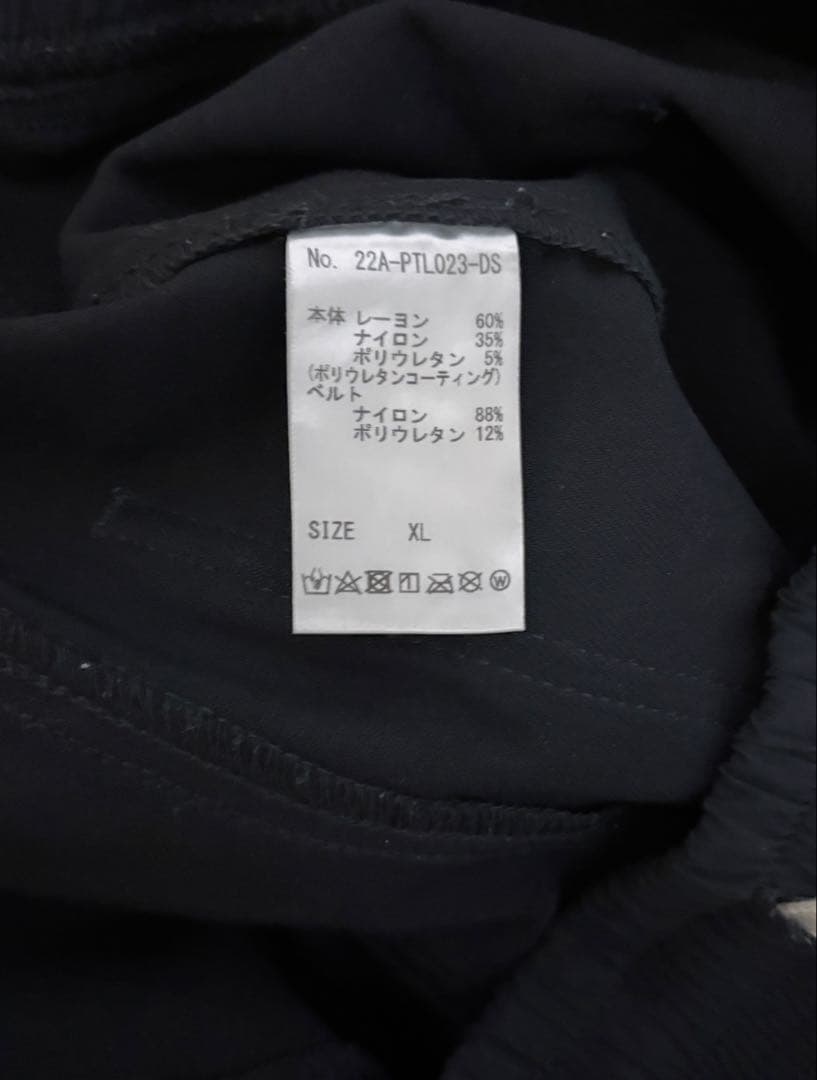 No. 22A-PTL023-DS
本体 レーヨン 60%
ナイロン 35%
ポリウレタン 5%
(ポリウレタンコーティング)
ベルト
ナイロン 88%
ポリウレタン 12%
SIZE XL
W